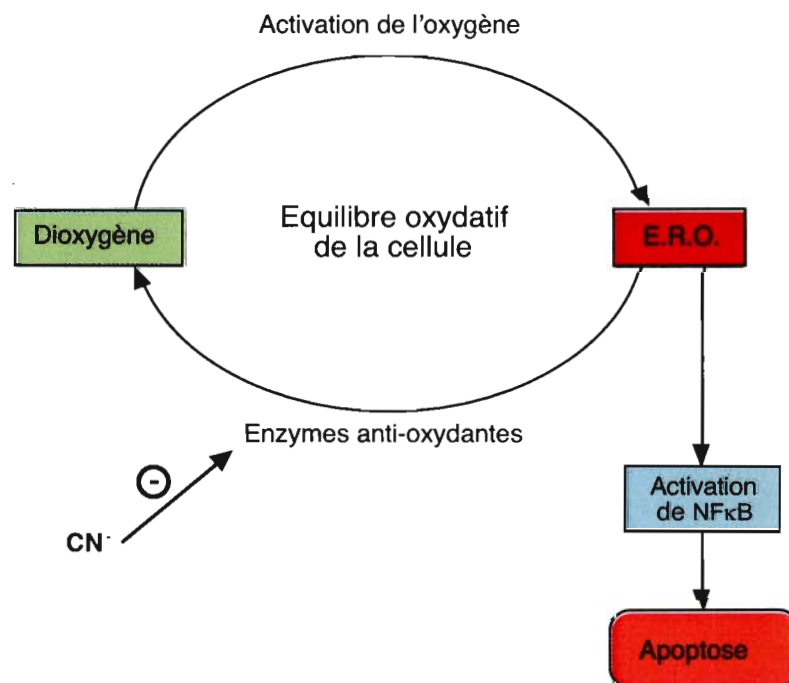 Activation de l'oxygène
Dioxygène
Equilibre oxydatif
de la cellule
E.R.O.
Enzymes anti-oxydantes
-
CN-
Activation
de NFκB
Apoptose